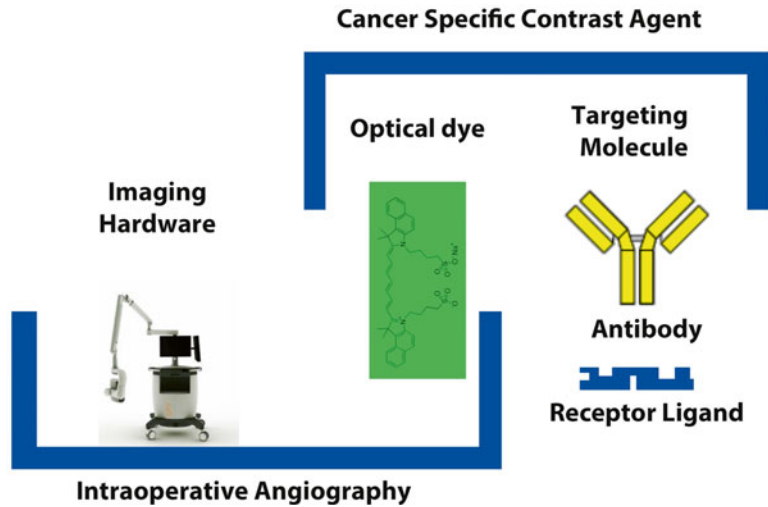 Cancer Specific Contrast Agent
Optical dye
Targeting
Molecule
Imaging
Hardware
Antibody
Receptor Ligand
Intraoperative Angiography